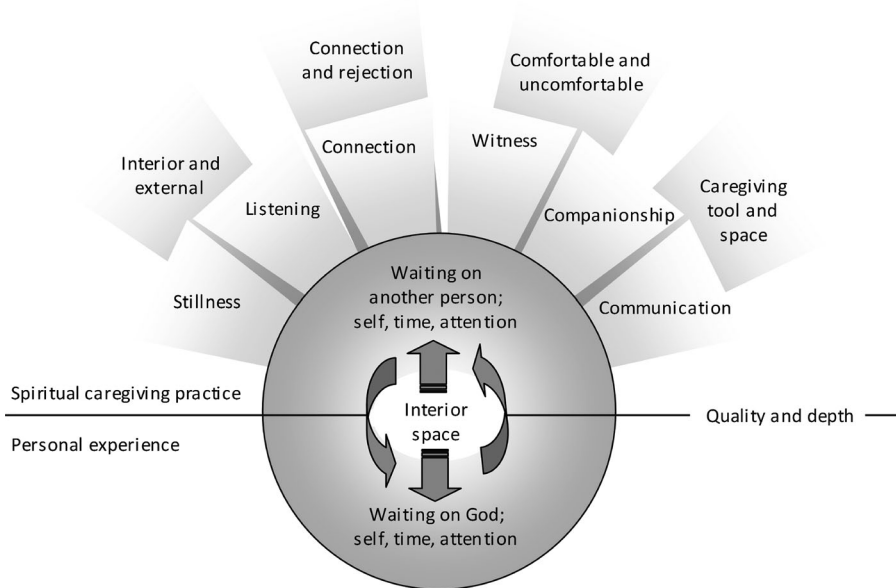 Connection
and rejection
Comfortable and
uncomfortable
Interior and
external
Caregiving
tool and
space
Connection
Witness
Listening
Companionship
Stillness
Communication
Waiting on
another person;
self, time, attention
Spiritual caregiving practice
Interior
space
Quality and depth
Personal experience
Waiting on God;
self, time, attention